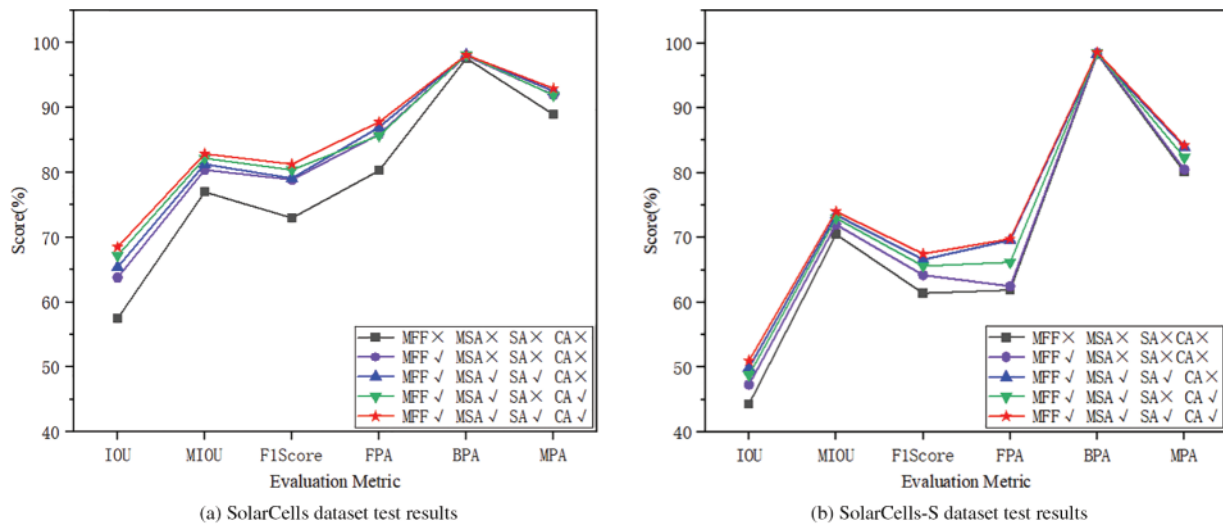 100
90
80
70
60
50
40
Score(%)
MFF× MSA× SA× CA×
MFF√ MSA× SA× CA×
MFF√ MSA√ SA√ CA×
MFF√ MSA√ SA× CA√
MFF√ MSA√ SA√ CA√
IOU MIOU F1Score FPA BPA MPA
Evaluation Metric
(a) SolarCells dataset test results
100
90
80
70
60
50
40
Score(%)
MFF× MSA× SA×CA×
MFF√ MSA× SA×CA×
MFF√ MSA√ SA√ CA×
MFF√ MSA√ SA× CA√
MFF√ MSA√ SA√ CA√
IOU MIOU F1Score FPA BPA MPA
Evaluation Metric
(b) SolarCells-S dataset test results